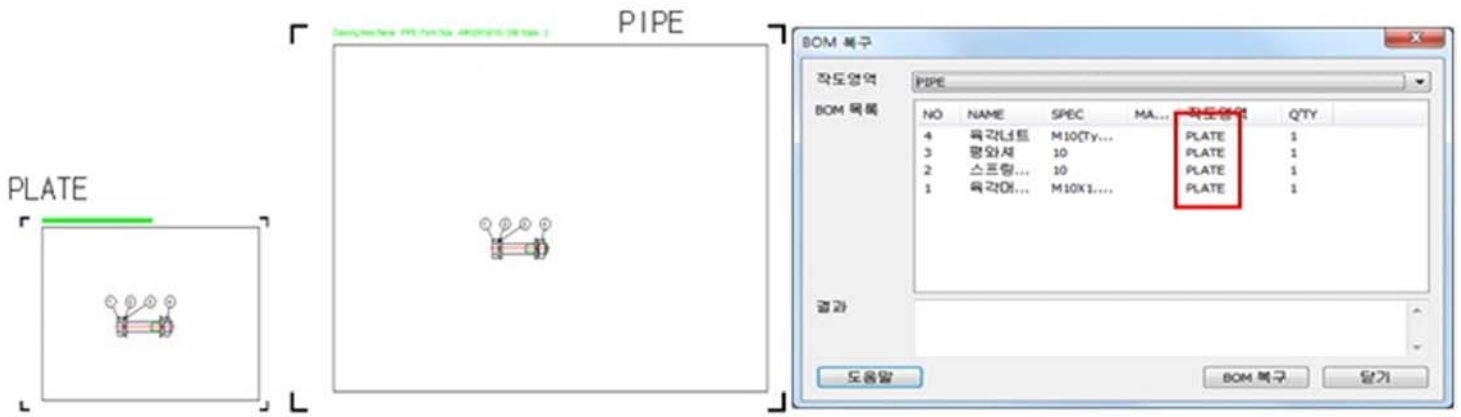 PIPE
PLATE
BOM 복구
작도영역 PIPE
BOM 목록
NO NAME SPEC MA... 작도영역 Q'TY
4 육각너트 M10(Ty... PLATE 1
3 평와셔 10 PLATE 1
2 스프링... 10 PLATE 1
1 육각머... M10X1.... PLATE 1
결과
도움말 BOM 복구 닫기